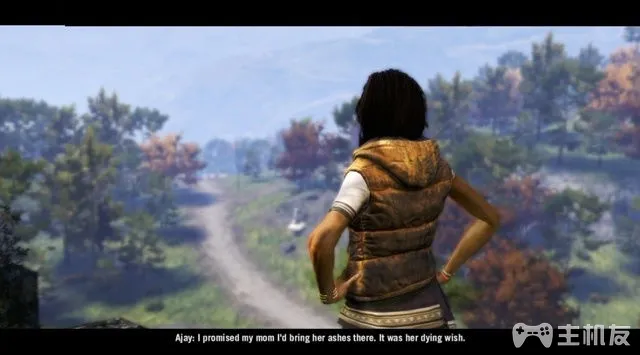 Ajay: I promised my mom I'd bring her ashes there. It was her dying wish.
主机友